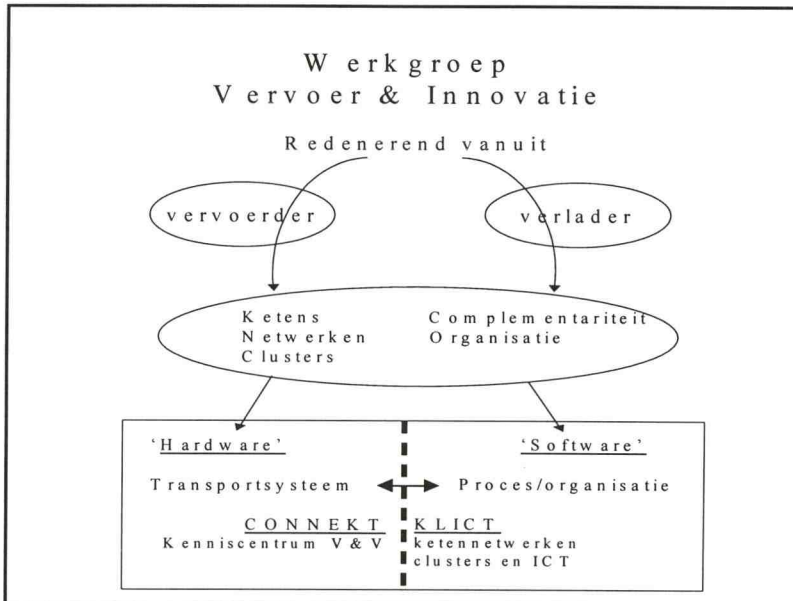 Werkgroep
Vervoer & Innovatie
Redenerend vanuit
vervoerder
verlader
Ketens
Netwerken
Clusters
Complementariteit
Organisatie
‘Hardware’
‘Software’
Transportsysteem
Proces/organisatie
CONNEKT
Kenniscentrum V&V
KLICT
ketennetwerken
clusters en ICT